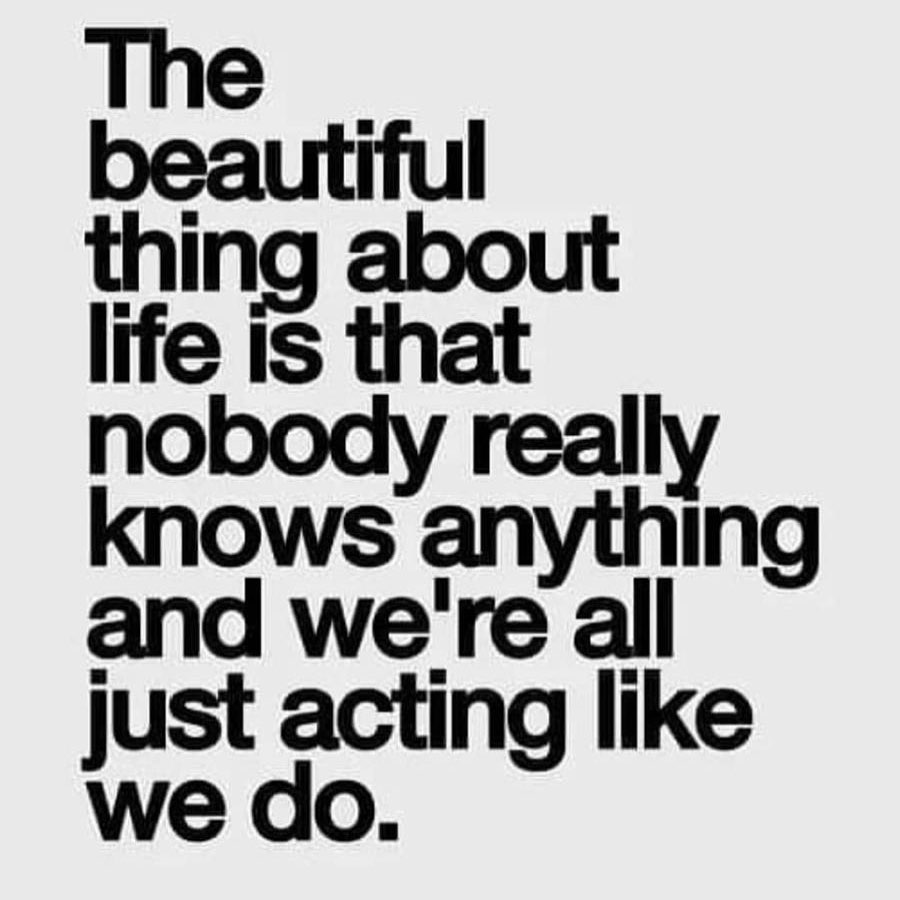 The
beautiful
thing about
life is that
nobody really
knows anything
and we're all
just acting like
we do.